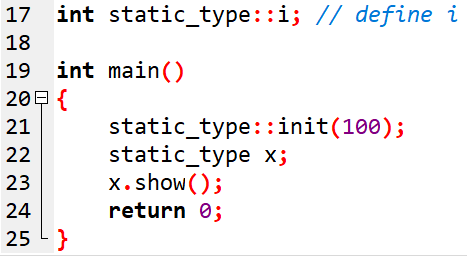 17 int static_type::i; // define i
18
19 int main()
20 {
21 static_type::init(100);
22 static_type x;
23 x.show();
24 return 0;
25 }